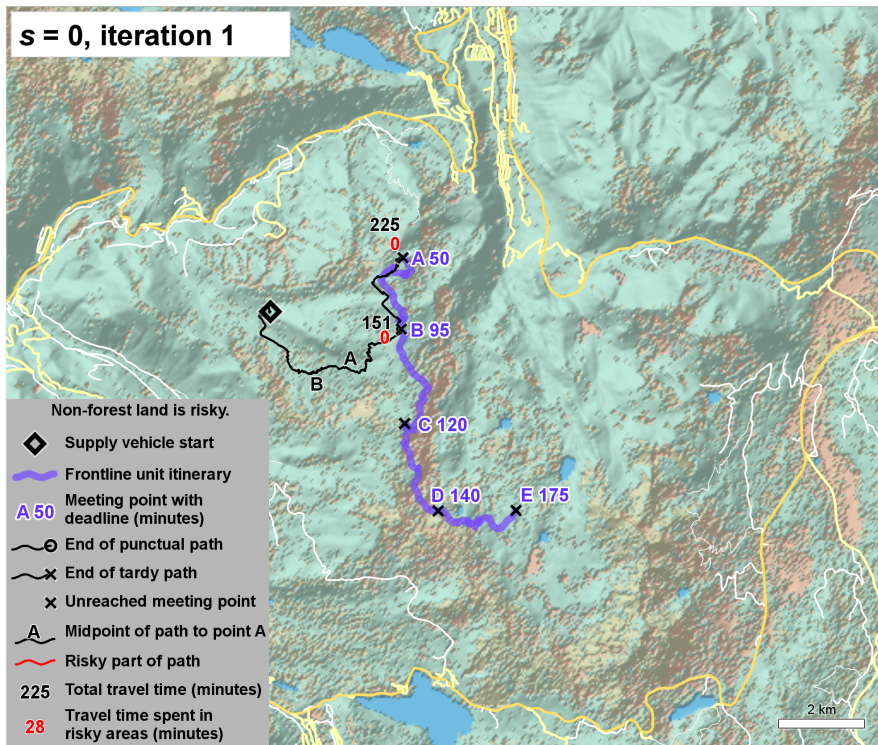 s = 0, iteration 1
225
0
A 50
151
0
B 95
A
B
C 120
D 140
E 175
Non-forest land is risky.
Supply vehicle start
Frontline unit itinerary
A 50
Meeting point with
deadline (minutes)
End of punctual path
End of tardy path
Unreached meeting point
A
Midpoint of path to point A
Risky part of path
225
Total travel time (minutes)
28
Travel time spent in
risky areas (minutes)
2 km